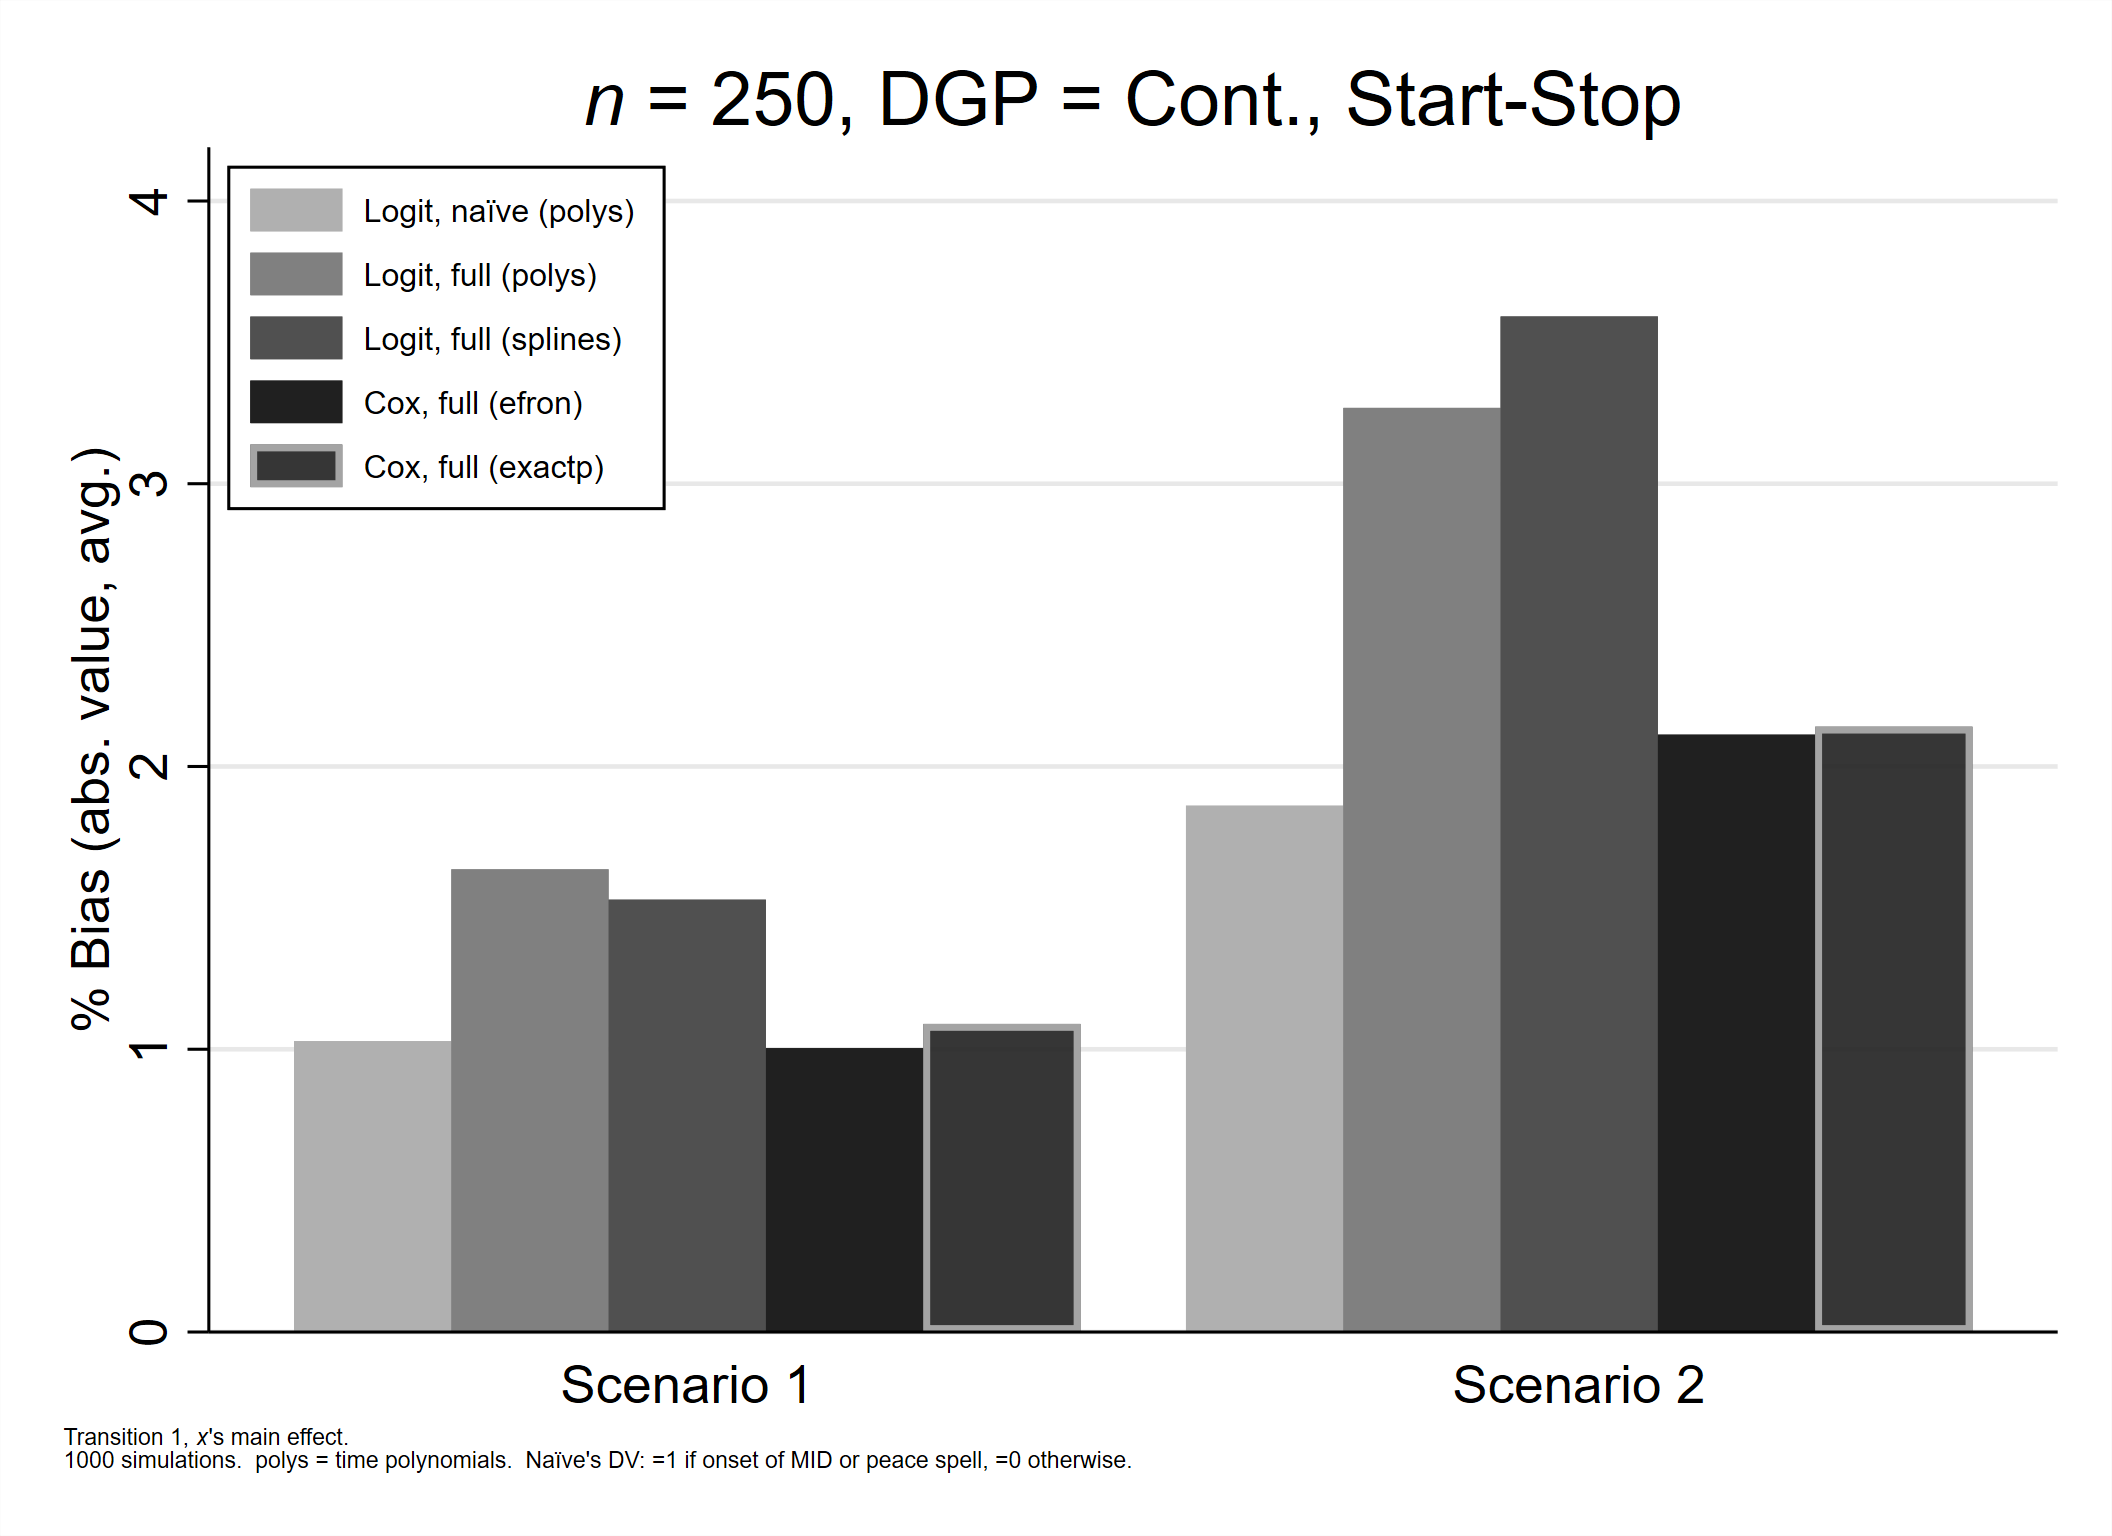 n = 250, DGP = Cont., Start-Stop
Logit, naïve (polys)
Logit, full (polys)
Logit, full (splines)
Cox, full (efron)
Cox, full (exactp)
% Bias (abs. value, avg.)
4
3
2
1
0
Scenario 1
Scenario 2
Transition 1, x's main effect.
1000 simulations.  polys = time polynomials.  Naïve's DV: =1 if onset of MID or peace spell, =0 otherwise.